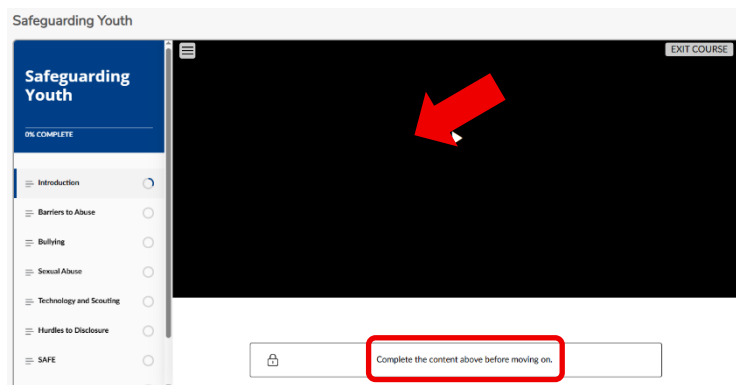 Safeguarding Youth
EXIT COURSE
Safeguarding
Youth
0% COMPLETE
Introduction
Barriers to Abuse
Bullying
Sexual Abuse
Technology and Scouting
Hurdles to Disclosure
SAFE
Complete the content above before moving on.